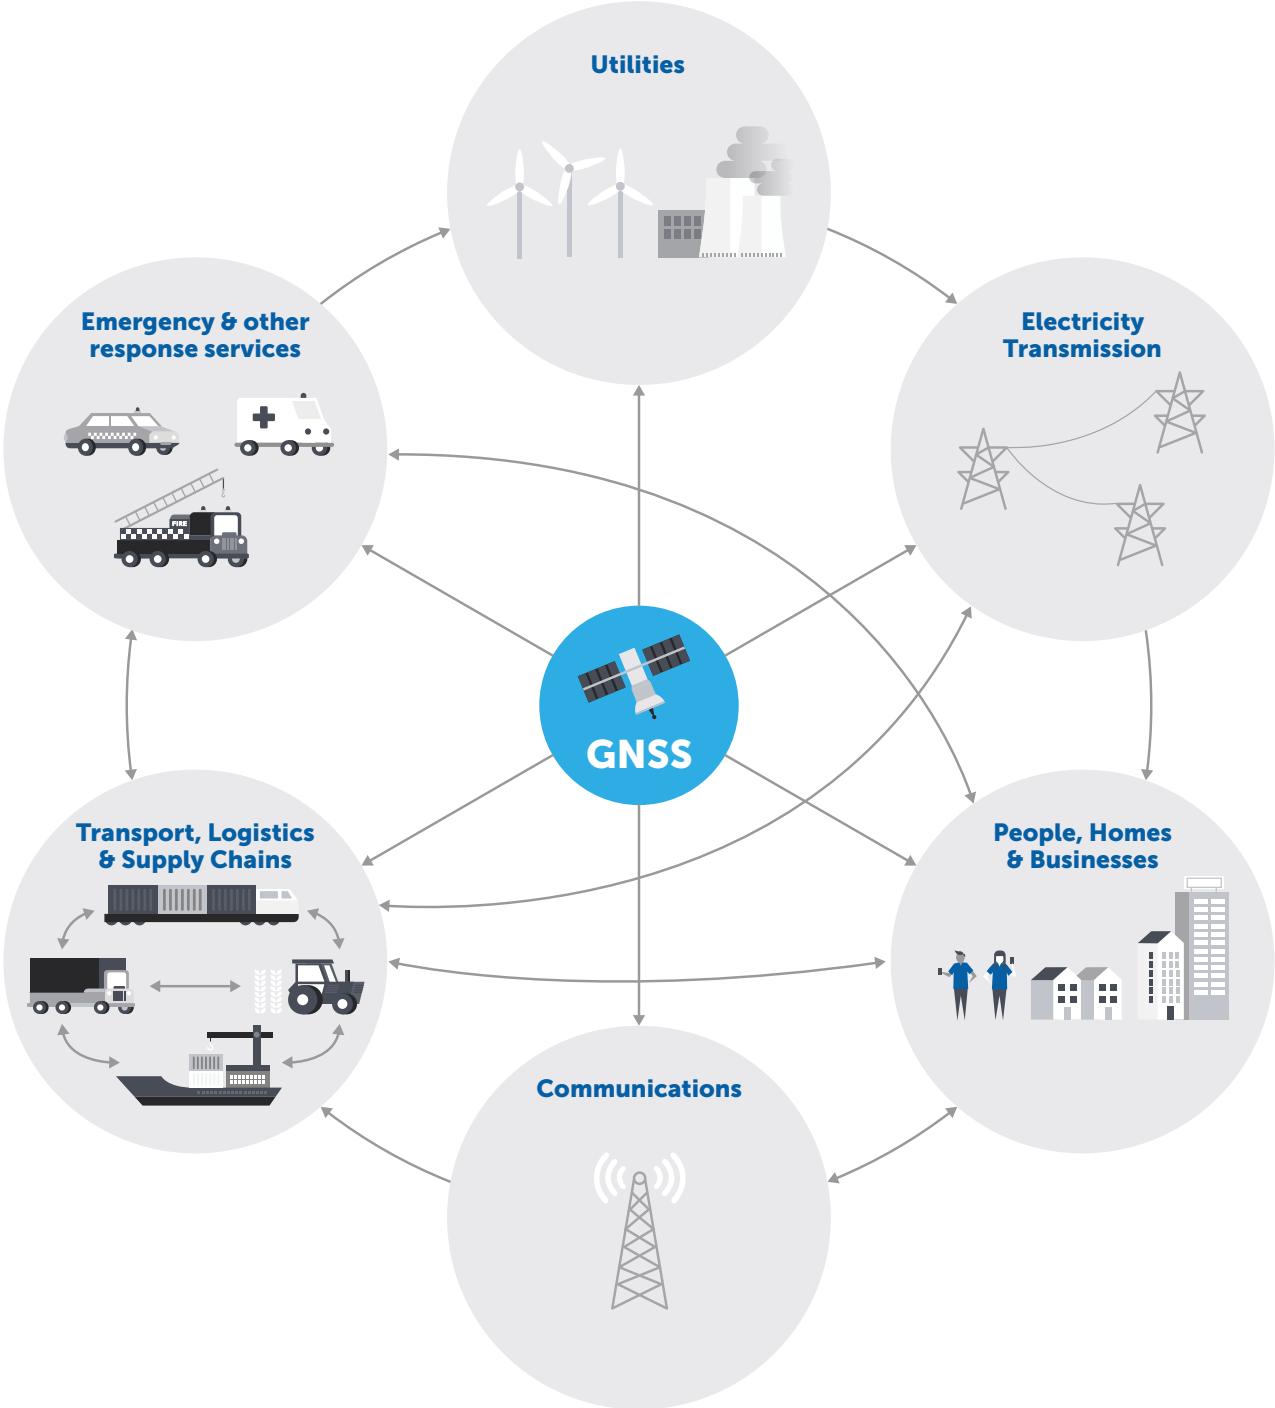 Utilities
Emergency & other
response services
FIRE
Electricity
Transmission
GNSS
Transport, Logistics
& Supply Chains
People, Homes
& Businesses
Communications